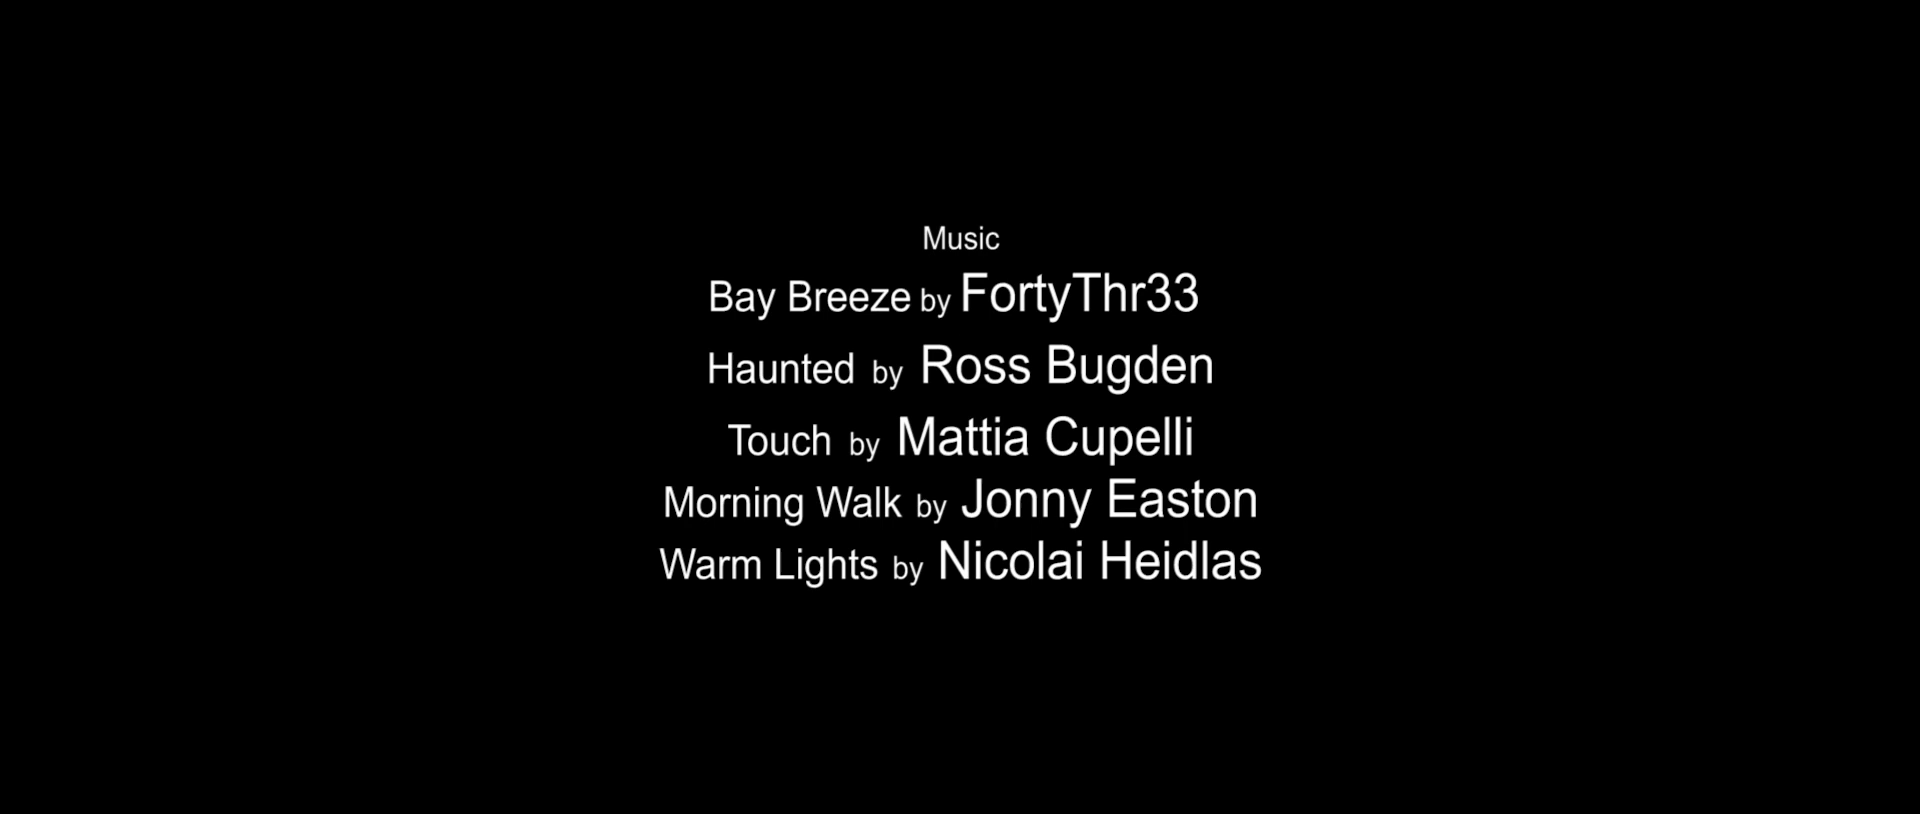 Music
Bay Breeze by FortyThr33
Haunted by Ross Bugden
Touch by Mattia Cupelli
Morning Walk by Jonny Easton
Warm Lights by Nicolai Heidlas